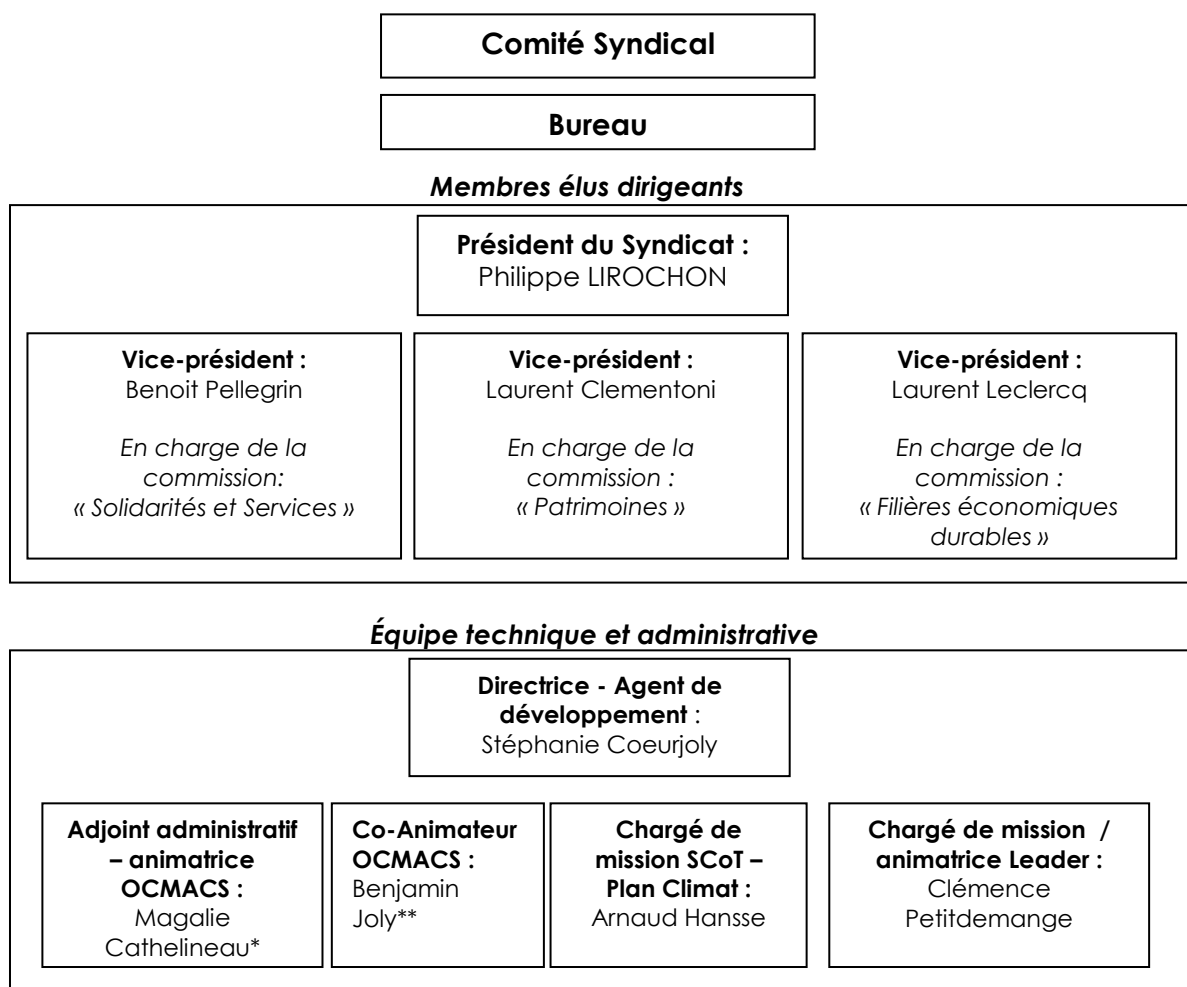 Comité Syndical
Bureau
Membres élus dirigeants
Président du Syndicat :
Philippe LIROCHON
Vice-président :
Benoit Pellegrin
En charge de la
commission:
« Solidarités et Services »
Vice-président :
Laurent Clementoni
En charge de la
commission :
« Patrimoines »
Vice-président :
Laurent Leclercq
En charge de la
commission :
« Filières économiques
durables »
Équipe technique et administrative
Directrice - Agent de
développement :
Stéphanie Coeurjoly
Adjoint administratif
– animatrice
OCMACS :
Magalie
Cathelineau*
Co-Animateur
OCMACS :
Benjamin
Joly**
Chargé de
mission SCoT –
Plan Climat :
Arnaud Hansse
Chargé de mission /
animatrice Leader :
Clémence
Petitdemange